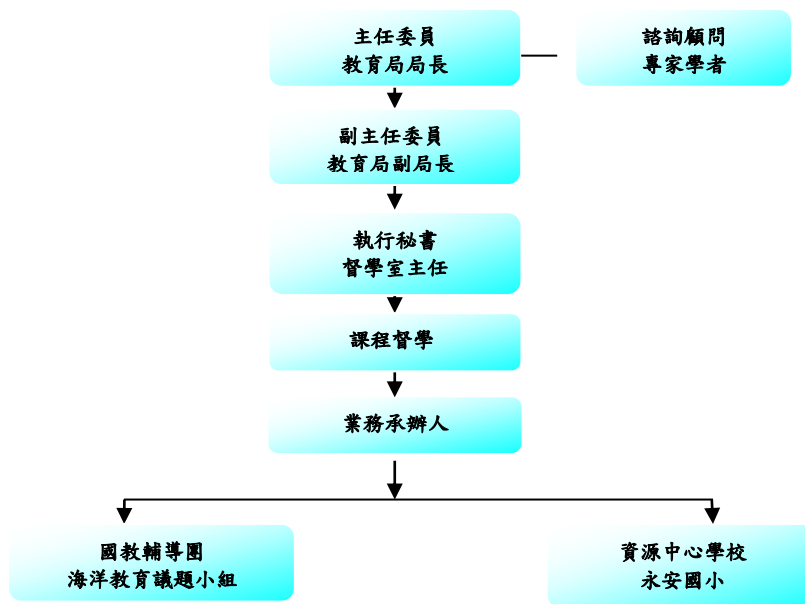 主任委員
教育局局長
諮詢顧問
專家學者
副主任委員
教育局副局長
執行秘書
督學室主任
課程督學
業務承辦人
國教輔導團
海洋教育議題小組
資源中心學校
永安國小